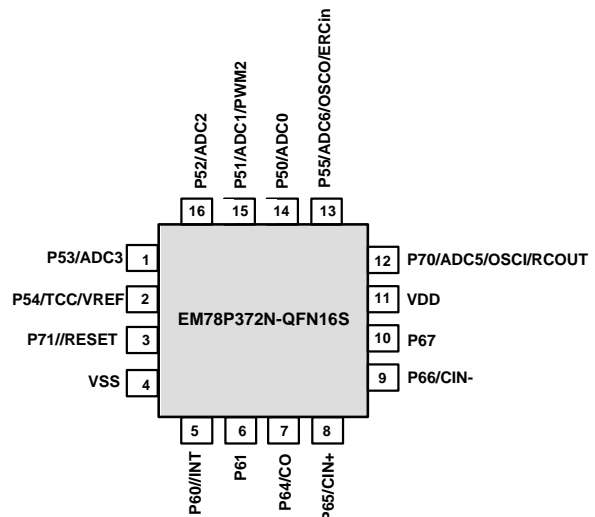 P52/ADC2
P51/ADC1/PWM2
P50/ADC0
P55/ADC6/OSCO/ERCin
16
15
14
13
P53/ADC3
1
P54/TCC/VREF
2
P71//RESET
3
VSS
4
EM78P372N-QFN16S
12
P70/ADC5/OSCI/RCOUT
11
VDD
10
P67
9
P66/CIN-
5
6
7
8
P60//INT
P61
P64/CO
P65/CIN+